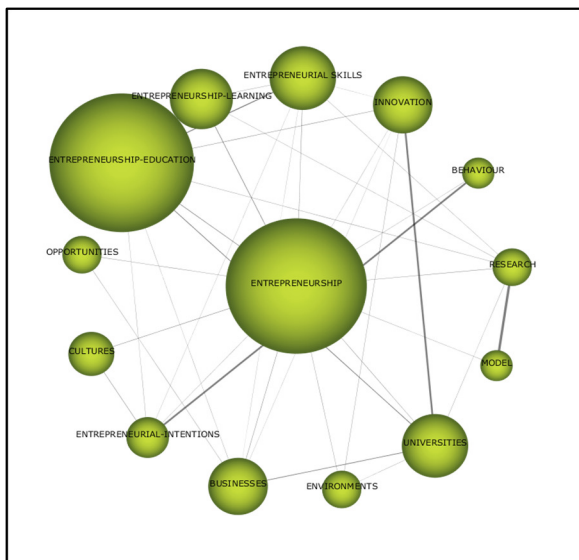 ENTREPRENEURIAL SKILLS
ENTREPRENEURSHIP-LEARNING
INNOVATION
ENTREPRENEURSHIP-EDUCATION
BEHAVIOUR
OPPORTUNITIES
RESEARCH
ENTREPRENEURSHIP
CULTURES
MODEL
ENTREPRENEURIAL-INTENTIONS
UNIVERSITIES
BUSINESSES
ENVIRONMENTS